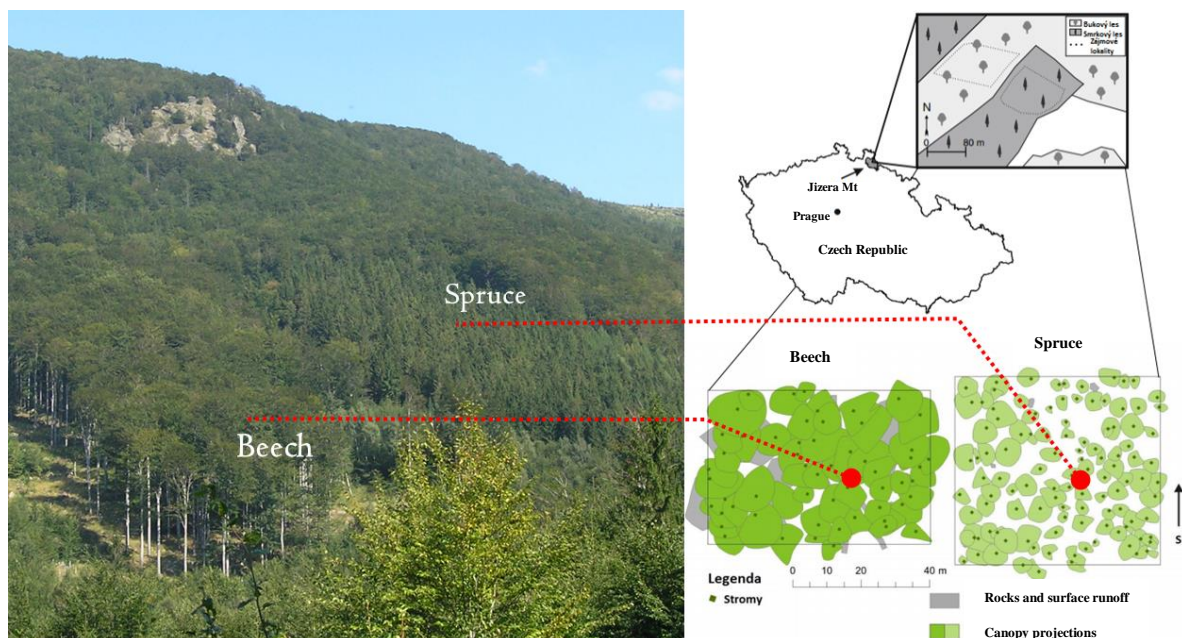 Spruce
Beech
Bukový les
Smrkový les
Zájmové
lokality
N
0 80 m
Jizera Mt
Prague
Czech Republic
Beech
Spruce
S
0 10 20 40 m
Legenda
Stromy
Rocks and surface runoff
Canopy projections